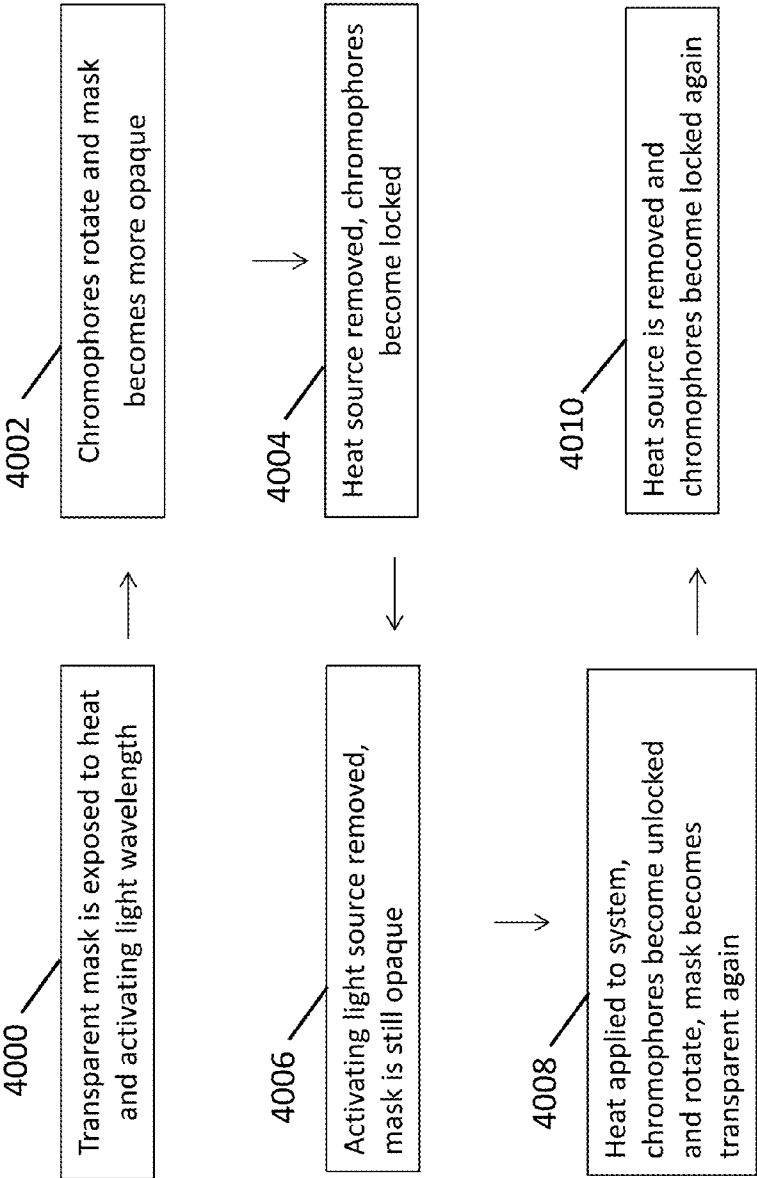 4000
Transparent mask is exposed to heat
and activating light wavelength
4002
Chromophores rotate and mask
becomes more opaque
4004
Heat source removed, chromophores
become locked
4006
Activating light source removed,
mask is still opaque
4008
Heat applied to system,
chromophores become unlocked
and rotate, mask becomes
transparent again
4010
Heat source is removed and
chromophores become locked again